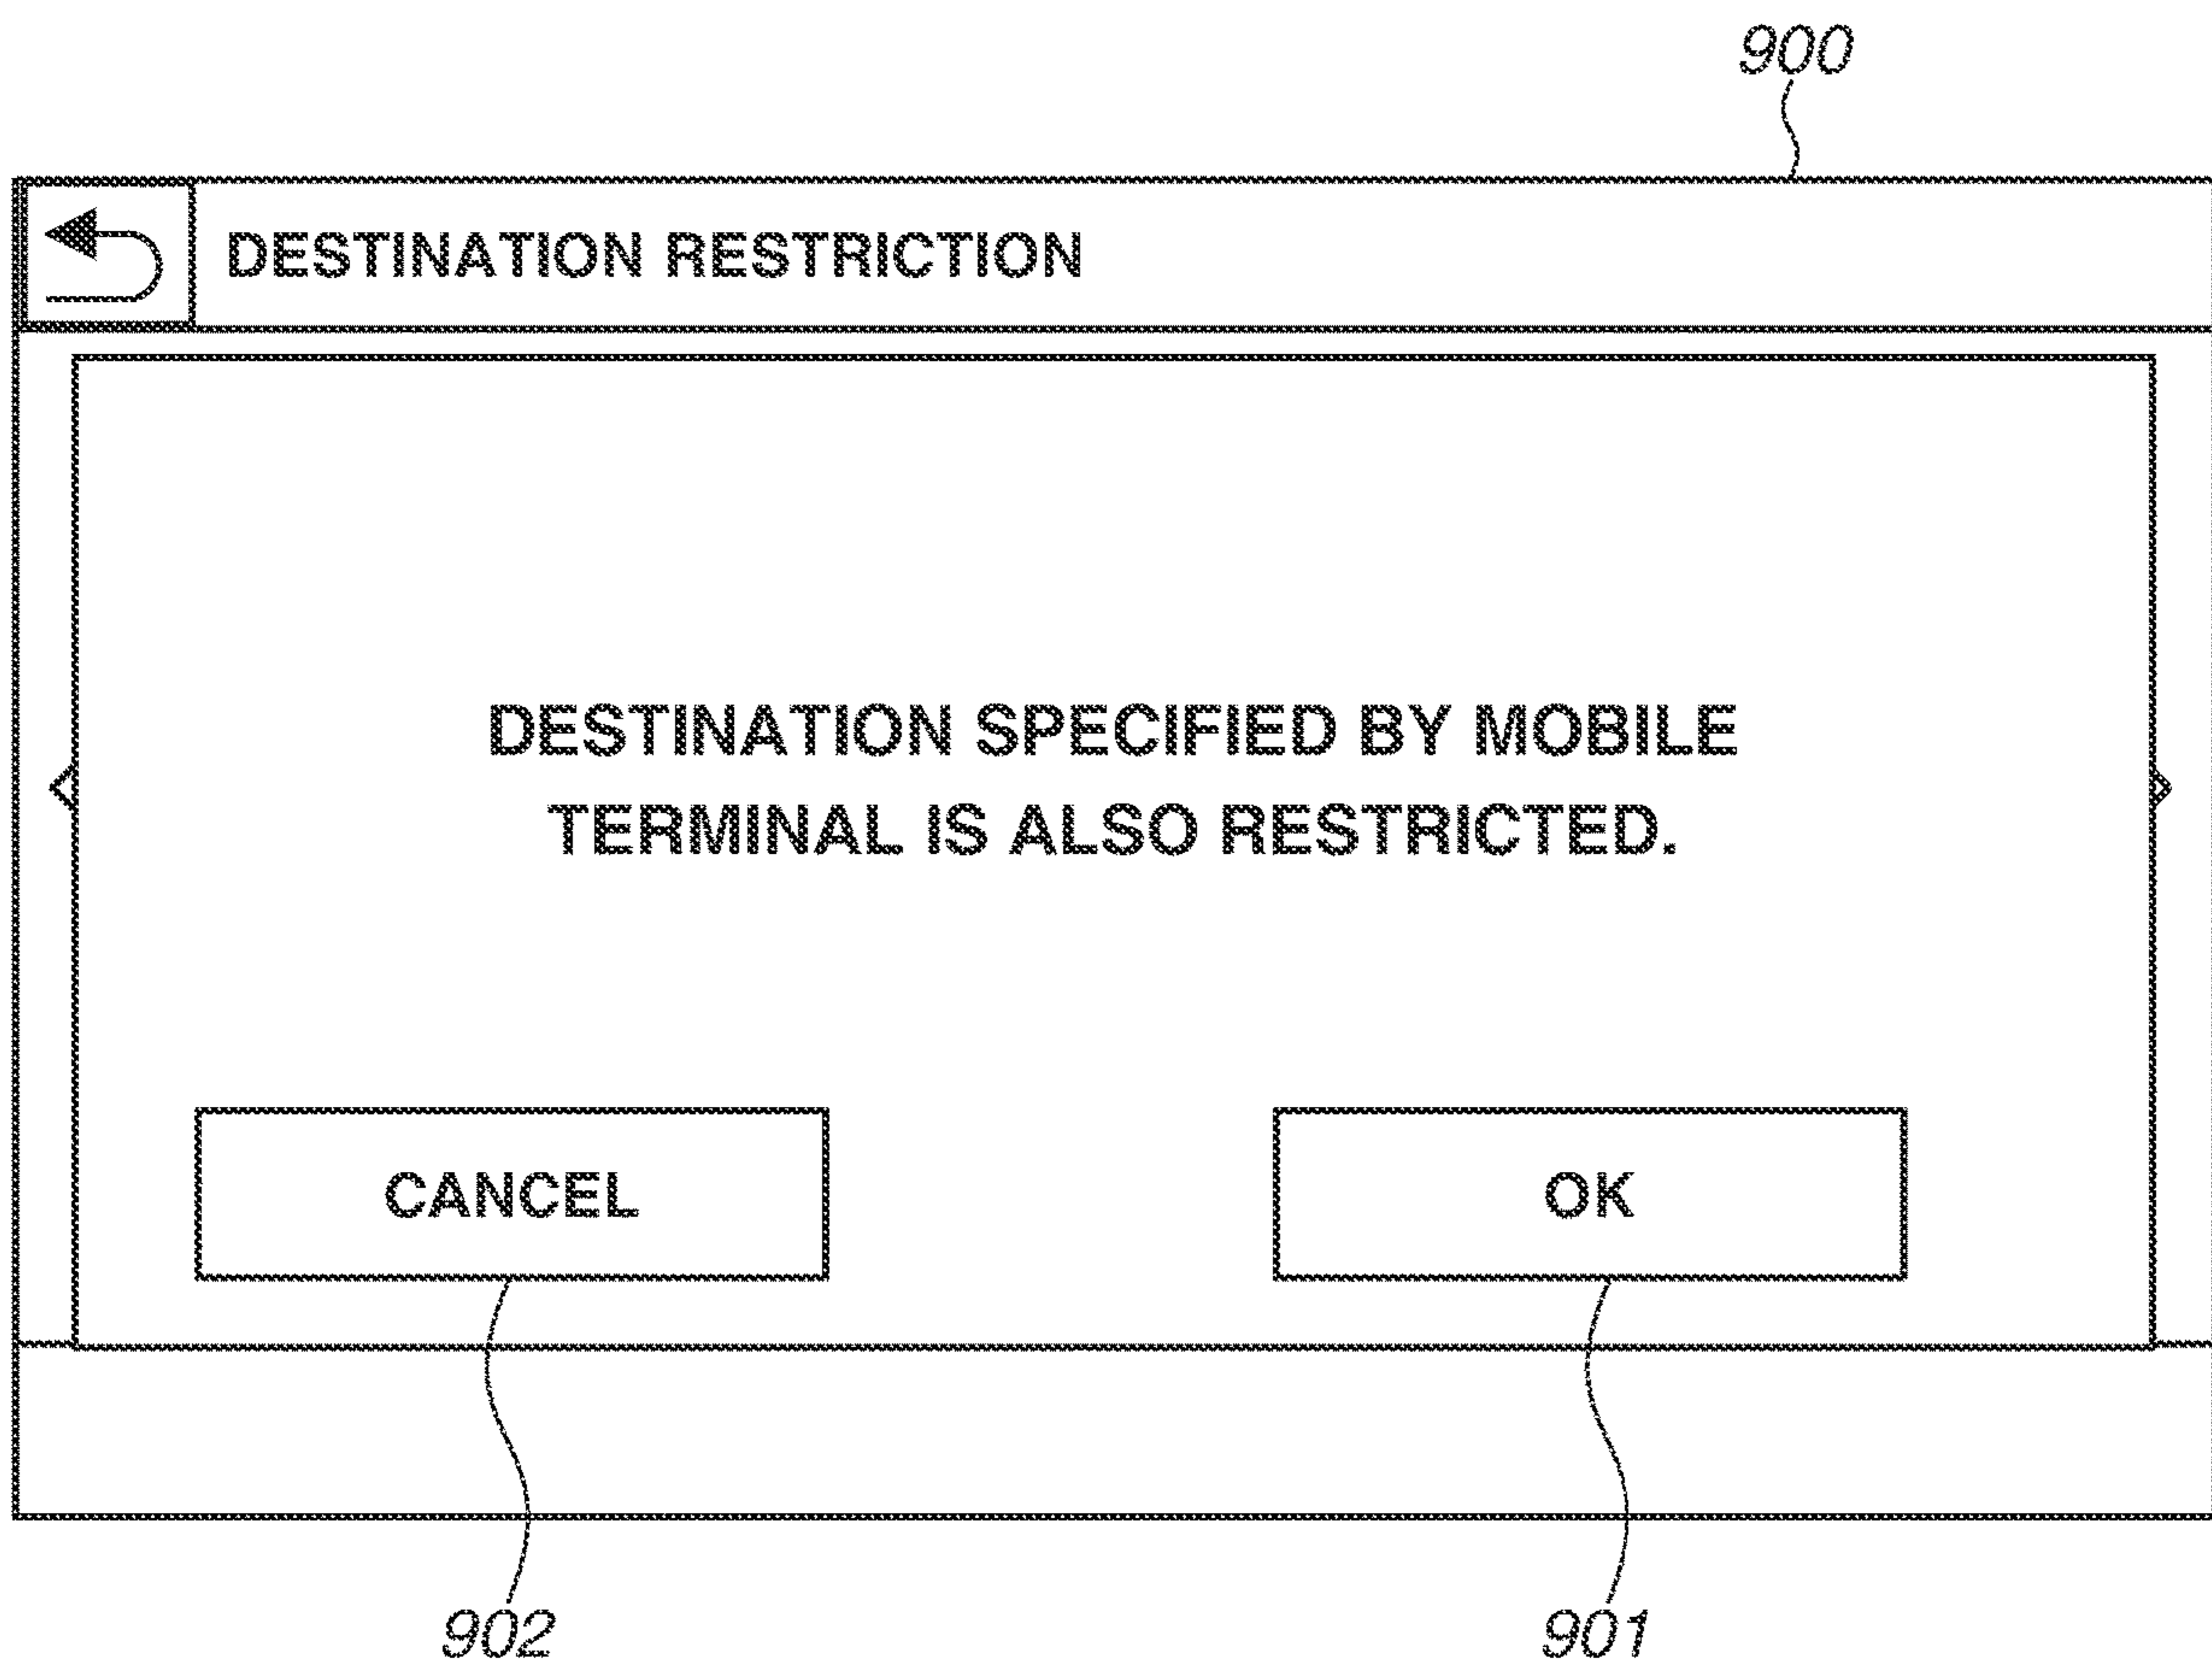 900
DESTINATION RESTRICTION
DESTINATION SPECIFIED BY MOBILE
TERMINAL IS ALSO RESTRICTED.
CANCEL
OK
902
901